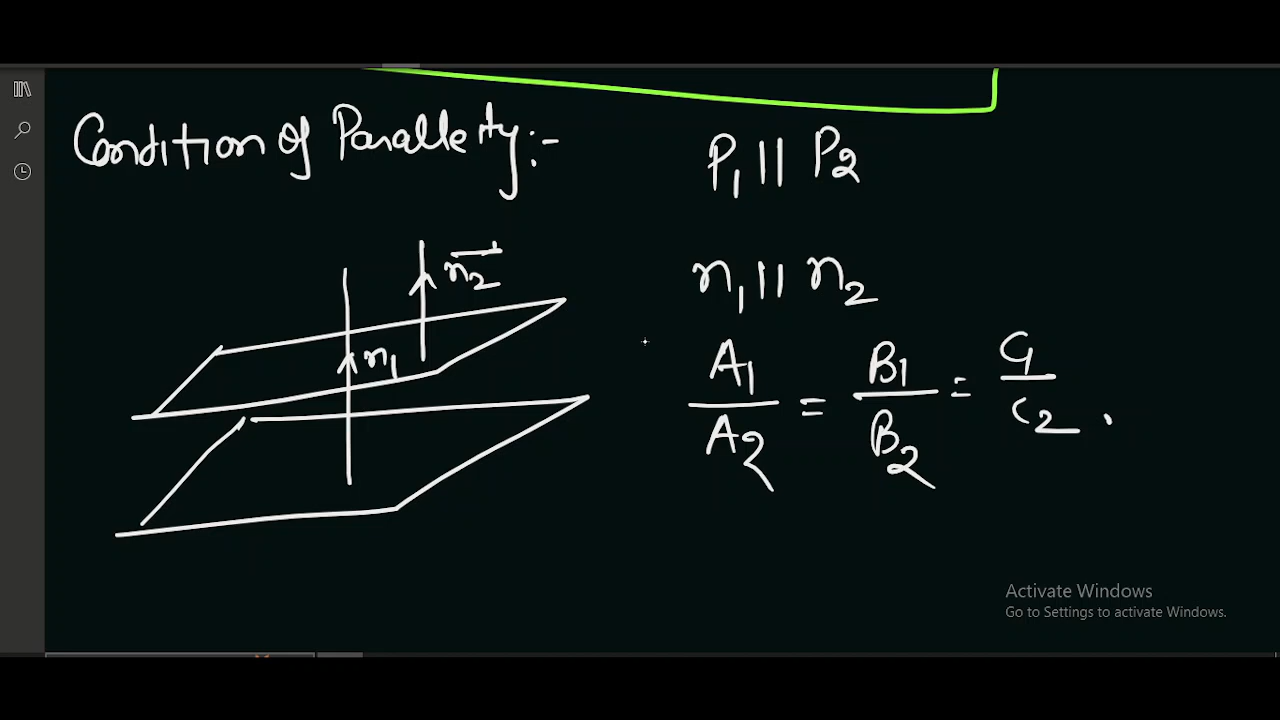 Condition of Paralleity :-
P₁ || P₂
n₂
n₁ || n₂
n₁
A₁/A₂ = B₁/B₂ = C₁/C₂ .
Activate Windows
Go to Settings to activate Windows.